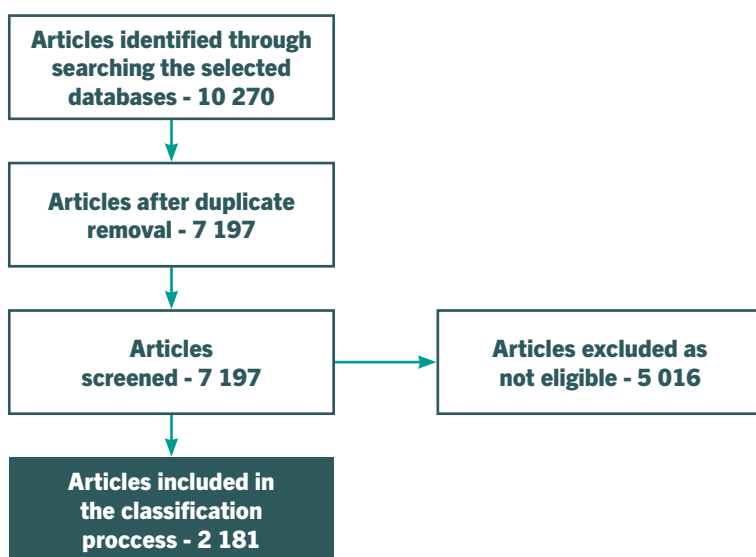 Articles identified through
searching the selected
databases - 10 270
Articles after duplicate
removal - 7 197
Articles
screened - 7 197
Articles excluded as
not eligible - 5 016
Articles included in
the classification
proccess - 2 181